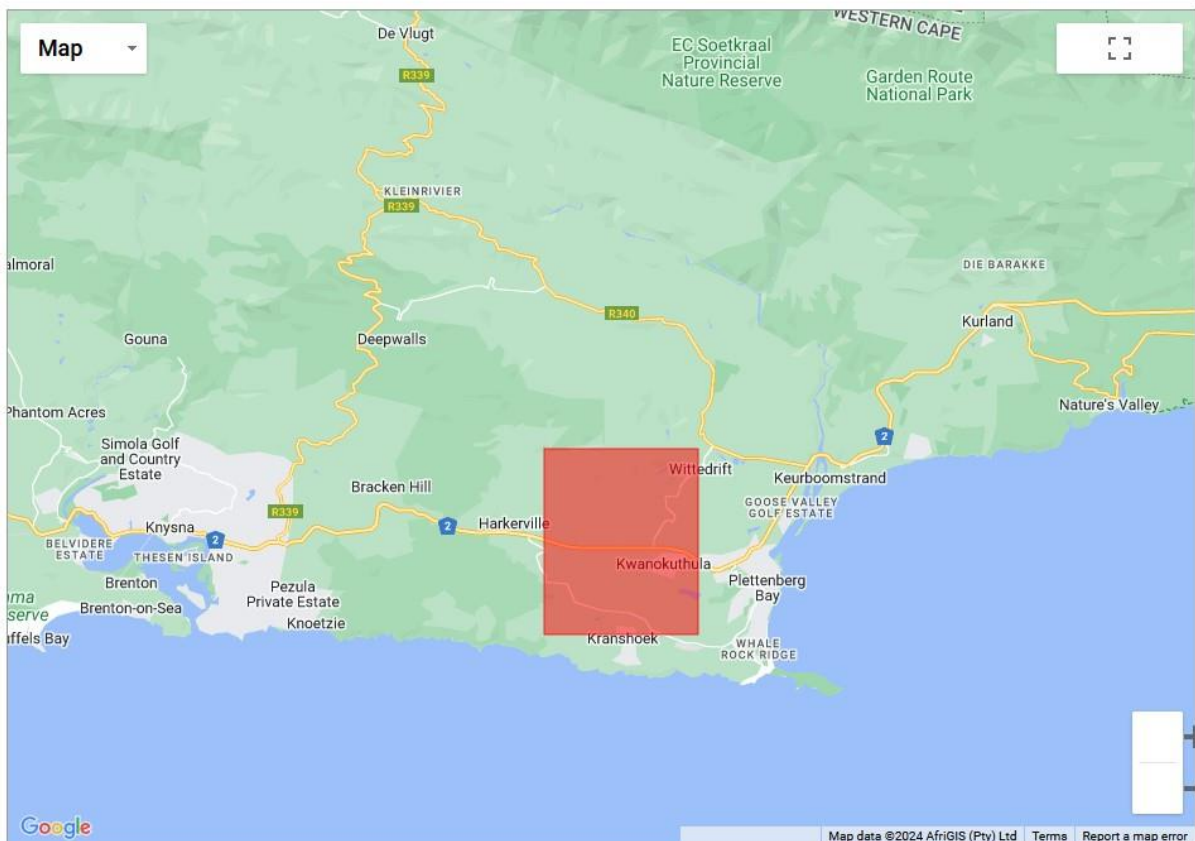 Map
De Vlugt
R339
WESTERN CAPE
EC Soetkraal
Provincial
Nature Reserve
Garden Route
National Park
KLEINRIVIER
R339
almoral
DIE BARAKKE
R340
Kurland
Gouna
Deepwalls
Phantom Acres
Nature's Valley
2
Simola Golf
and Country
Estate
Wittedrift
Keurboomstrand
Bracken Hill
GOOSE VALLEY
GOLF ESTATE
R339
2
Harkerville
Knysna
2
BELVIDERE
ESTATE
THESEN ISLAND
Kwanokuthula
Plettenberg
Bay
Brenton
Pezula
Private Estate
Brenton-on-Sea
ma
serve
Knoetzie
uffels Bay
Kranshoek
WHALE
ROCK RIDGE
Google
Map data ©2024 AfriGIS (Pty) Ltd
Terms
Report a map error